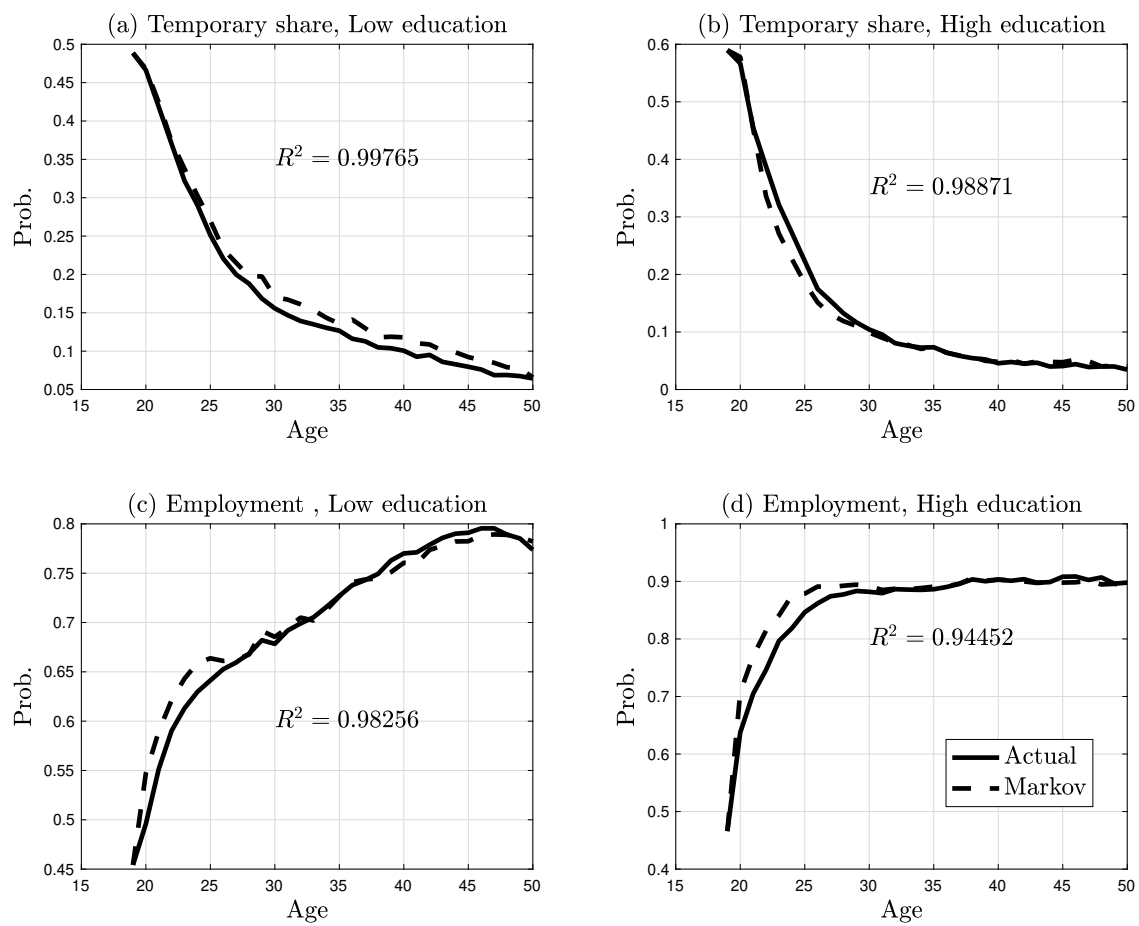 (a) Temporary share, Low education
0.5
0.45
0.4
0.35
0.3
0.25
0.2
0.15
0.1
0.05
Prob.
R² = 0.99765
15 20 25 30 35 40 45 50
Age
(b) Temporary share, High education
0.6
0.5
0.4
0.3
0.2
0.1
0
Prob.
R² = 0.98871
15 20 25 30 35 40 45 50
Age
(c) Employment , Low education
0.8
0.75
0.7
0.65
0.6
0.55
0.5
0.45
Prob.
R² = 0.98256
15 20 25 30 35 40 45 50
Age
(d) Employment, High education
1
0.9
0.8
0.7
0.6
0.5
0.4
Prob.
R² = 0.94452
Actual
Markov
15 20 25 30 35 40 45 50
Age